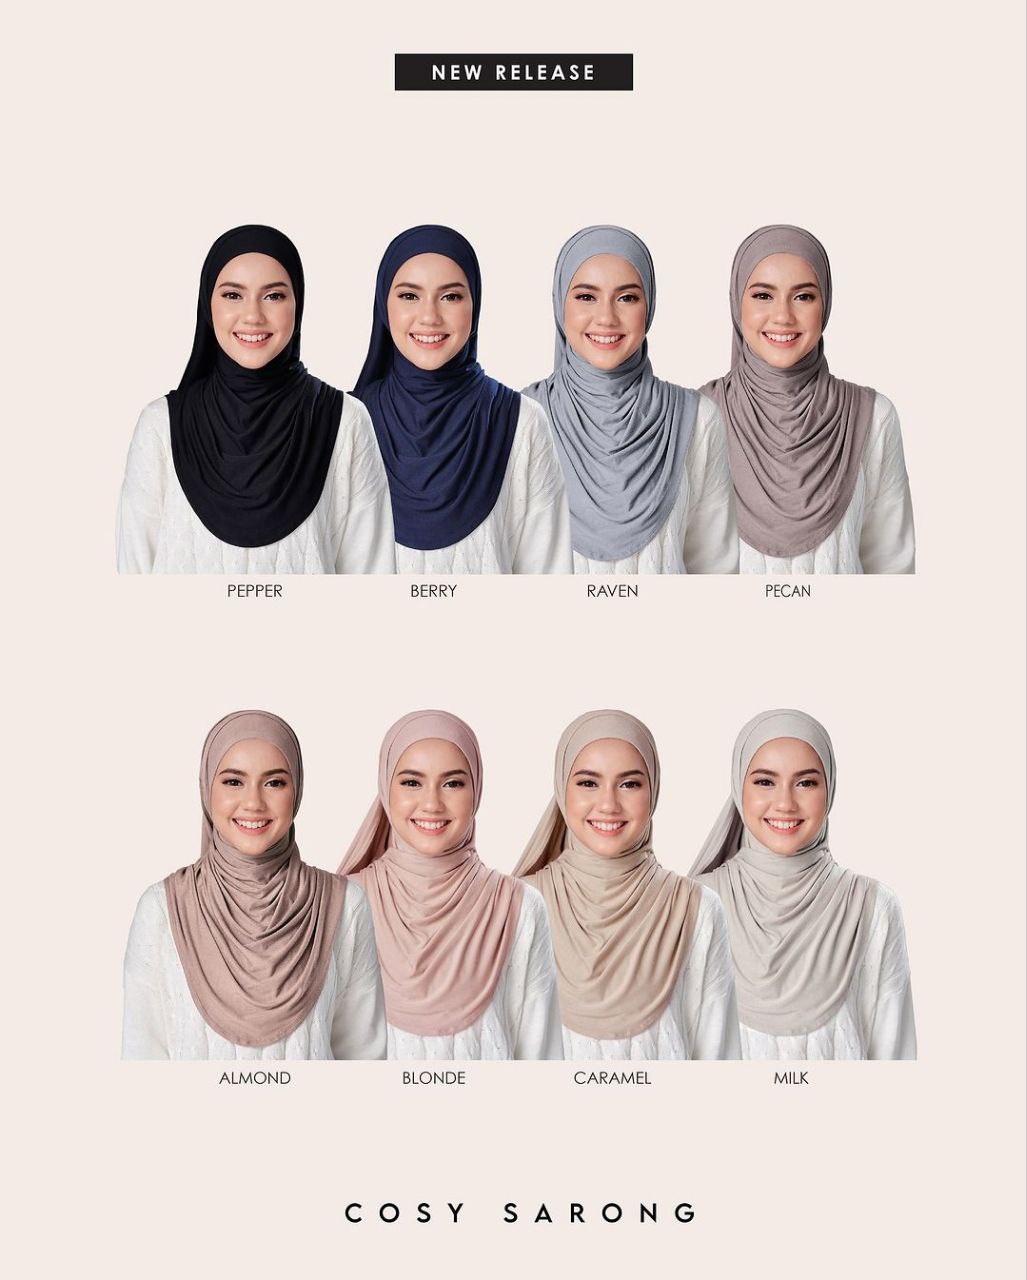 NEW RELEASE
PEPPER
BERRY
RAVEN
PECAN
ALMOND
BLONDE
CARAMEL
MILK
COSY SARONG